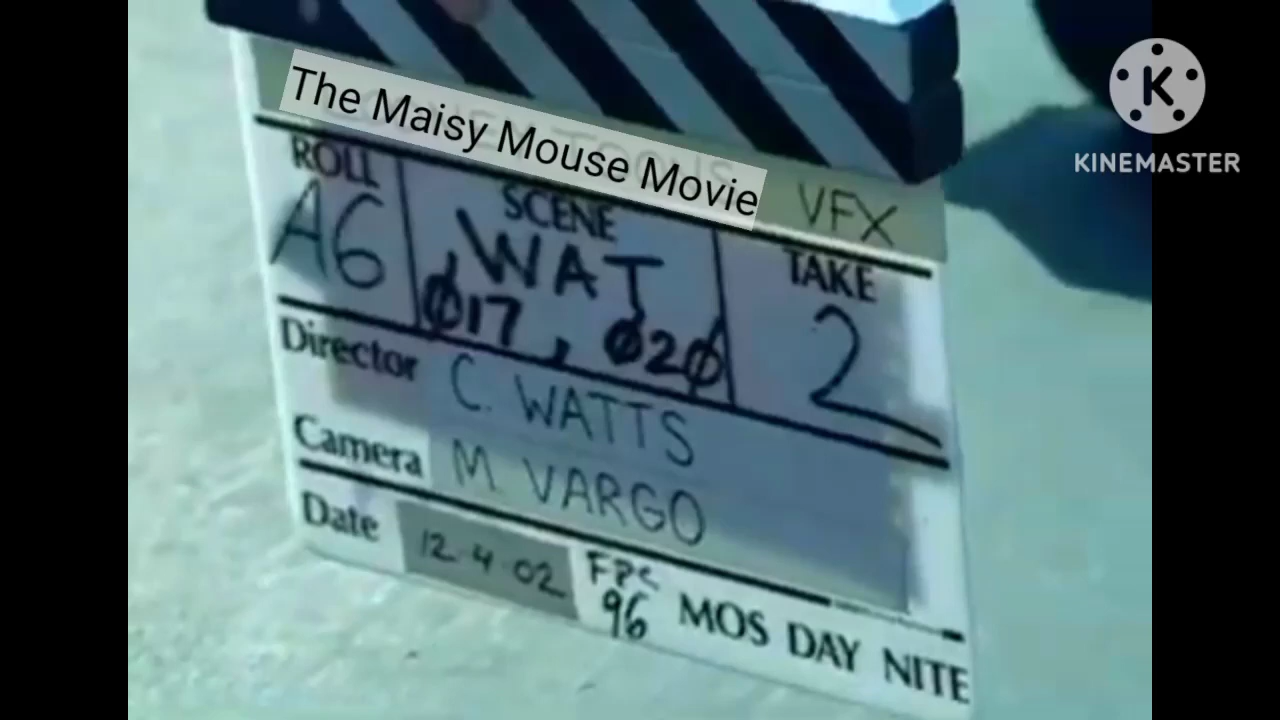 The Maisy Mouse Movie
VFX
ROLL SCENE TAKE
A6 WAT 2
Ø17, Ø2Ø
Director C. WATTS
Camera M. VARGO
Date 12-4-02 FPS 96 MOS DAY NITE
K
KINEMASTER